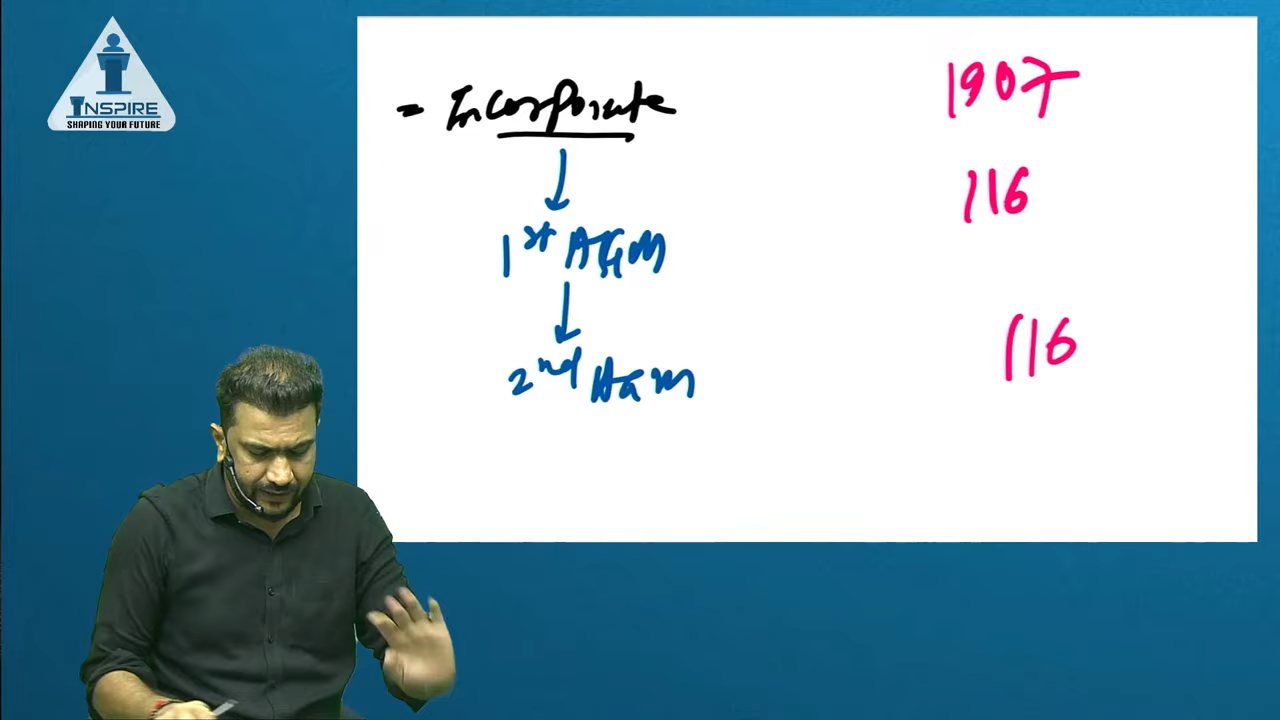 INSPIRE
SHAPING YOUR FUTURE
= Incorporate
1st AGM
2nd AGM
1907
116
116